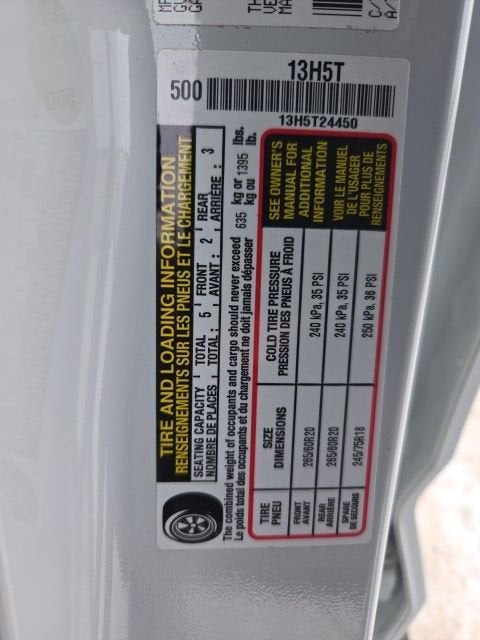 13H5T
500
13H5T24450
TIRE AND LOADING INFORMATION
RENSEIGNEMENTS SUR LES PNEUS ET LE CHARGEMENT
SEATING CAPACITY TOTAL: 5 FRONT 2 REAR 3
NOMBRE DE PLACES TOTAL: AVANT: ARRIÈRE:
The combined weight of occupants and cargo should never exceed 635 kg or 1395 lbs.
Le poids total des occupants et du chargement ne doit jamais dépasser kg ou lb.
TIRE SIZE COLD TIRE PRESSURE
PNEU DIMENSIONS PRESSION DES PNEUS À FROID
FRONT 265/60R20 240 kPa, 35 PSI
AVANT
REAR 265/60R20 240 kPa, 35 PSI
ARRIÈRE
SPARE 245/75R18 250 kPa, 36 PSI
DE SECOURS
SEE OWNER'S
MANUAL FOR
ADDITIONAL
INFORMATION
VOIR LE MANUEL
DE L'USAGER
POUR PLUS DE
RENSEIGNEMENTS